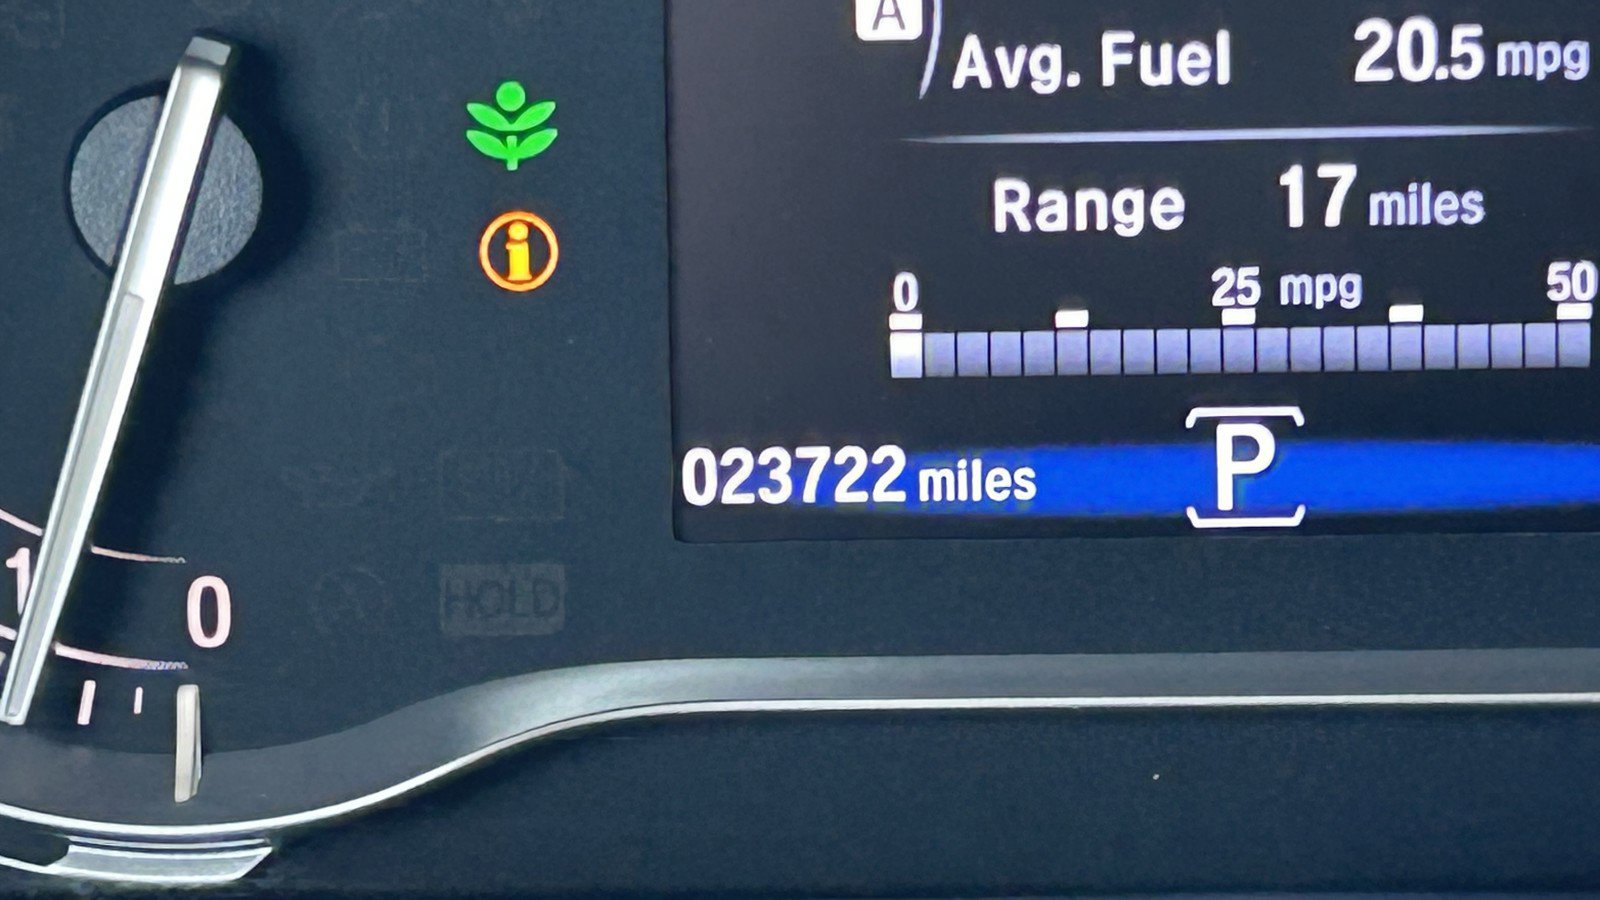 A
Avg. Fuel 20.5 mpg
Range 17 miles
0 25 mpg 50
023722 miles P
1 0
HOLD